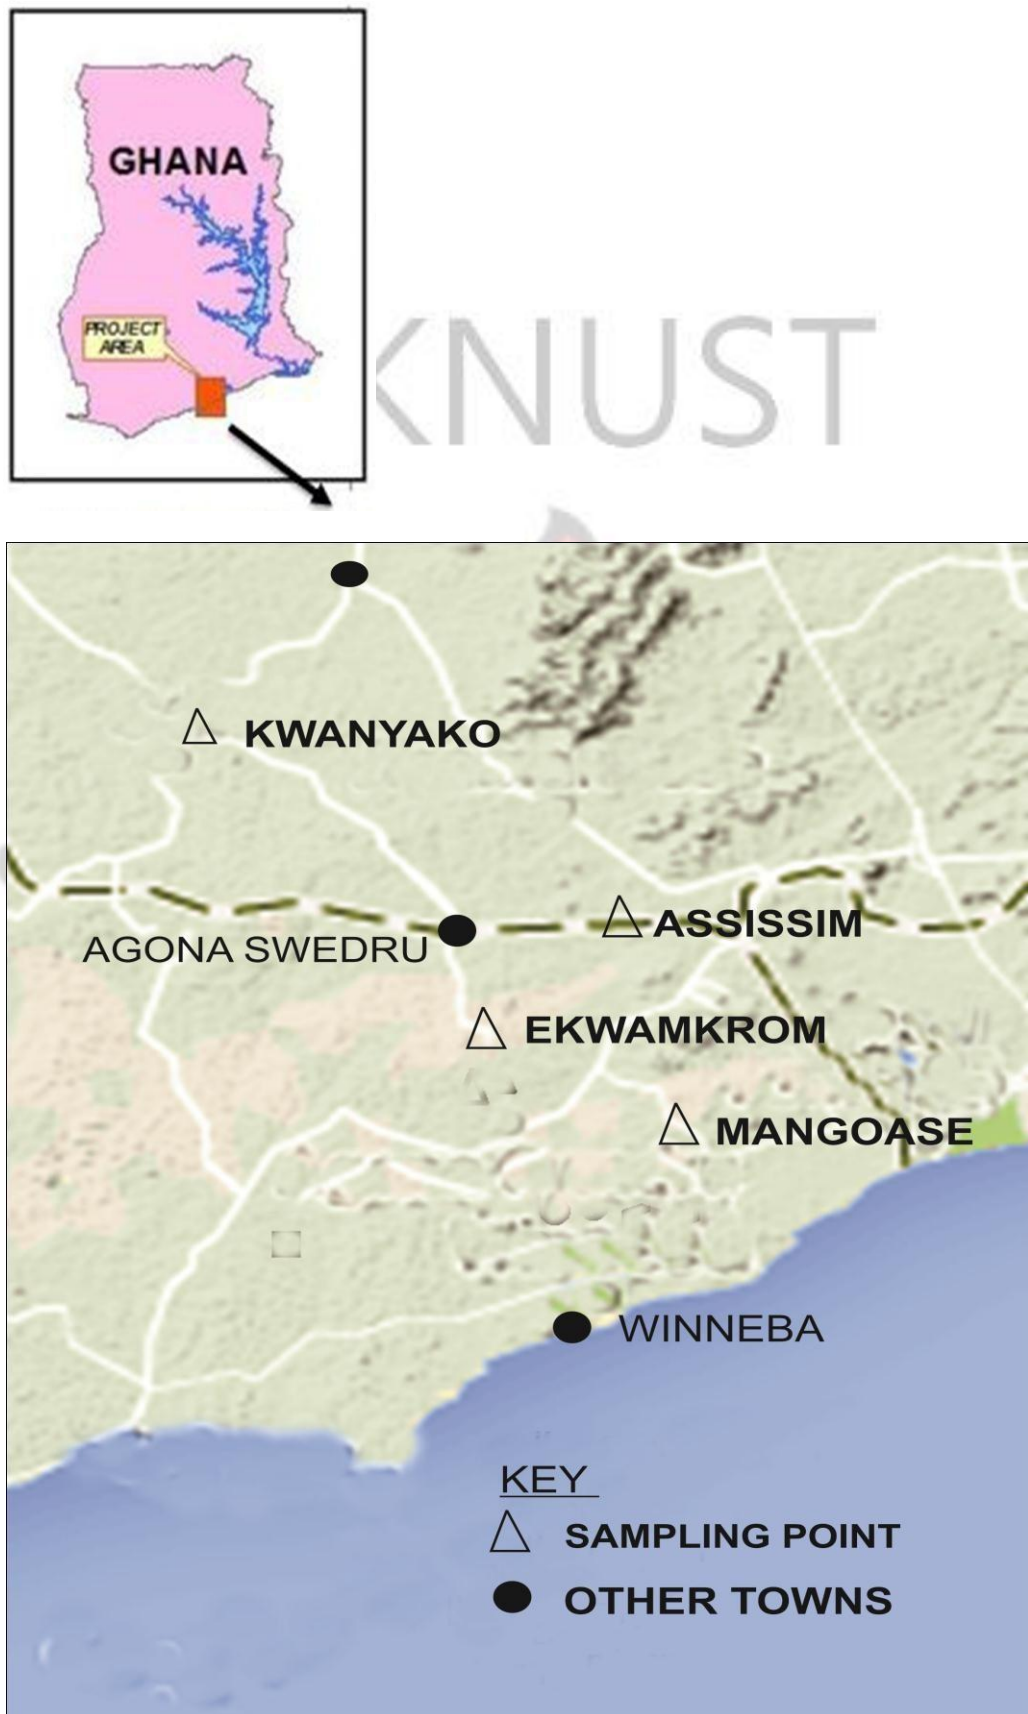 GHANA
PROJECT
AREA
KNUST
KWANYAKO
ASSISSIM
AGONA SWEDRU
EKWAMKROM
MANGOASE
WINNEBA
KEY
SAMPLING POINT
OTHER TOWNS